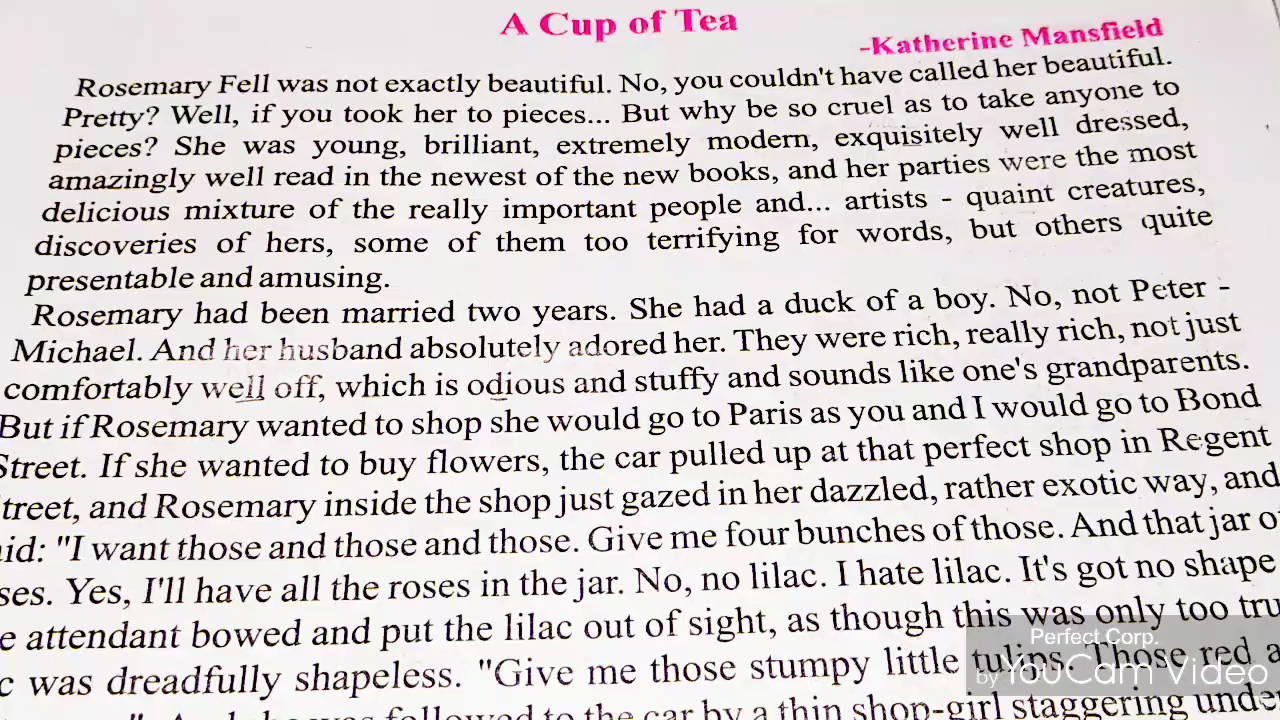 A Cup of Tea
-Katherine Mansfield
Rosemary Fell was not exactly beautiful. No, you couldn't have called her beautiful.
Pretty? Well, if you took her to pieces... But why be so cruel as to take anyone to
pieces? She was young, brilliant, extremely modern, exquisitely well dressed,
amazingly well read in the newest of the new books, and her parties were the most
delicious mixture of the really important people and... artists - quaint creatures,
discoveries of hers, some of them too terrifying for words, but others quite
presentable and amusing.
Rosemary had been married two years. She had a duck of a boy. No, not Peter -
Michael. And her husband absolutely adored her. They were rich, really rich, not just
comfortably well off, which is odious and stuffy and sounds like one's grandparents.
But if Rosemary wanted to shop she would go to Paris as you and I would go to Bond
Street. If she wanted to buy flowers, the car pulled up at that perfect shop in Regent
treet, and Rosemary inside the shop just gazed in her dazzled, rather exotic way, and
id: "I want those and those and those. Give me four bunches of those. And that jar o
ses. Yes, I'll have all the roses in the jar. No, no lilac. I hate lilac. It's got no shape
e attendant bowed and put the lilac out of sight, as though this was only too tru
c was dreadfully shapeless. "Give me those stumpy little tulips. Those red a
followed to the car by a thin shop-girl staggering unde
Perfect Corp.
by YouCam Video